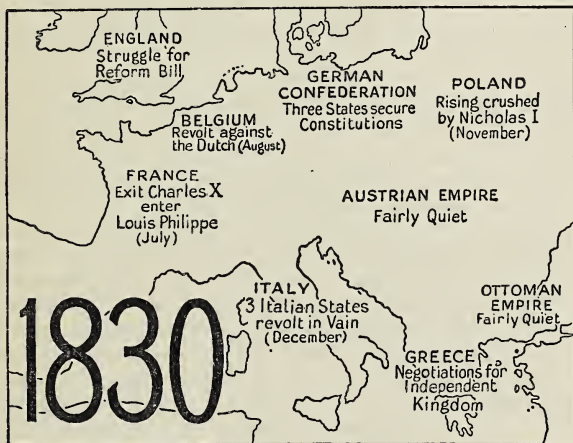 ENGLAND
Struggle for
Reform Bill
GERMAN
CONFEDERATION
Three States secure
Constitutions
POLAND
Rising crushed
by Nicholas I
(November)
BELGIUM
Revolt against
the Dutch (August)
FRANCE
Exit Charles X
enter
Louis Philippe
(July)
AUSTRIAN EMPIRE
Fairly Quiet
ITALY
3 Italian States
revolt in Vain
(December)
OTTOMAN
EMPIRE
Fairly Quiet
GREECE
Negotiations for
Independent
Kingdom
1830